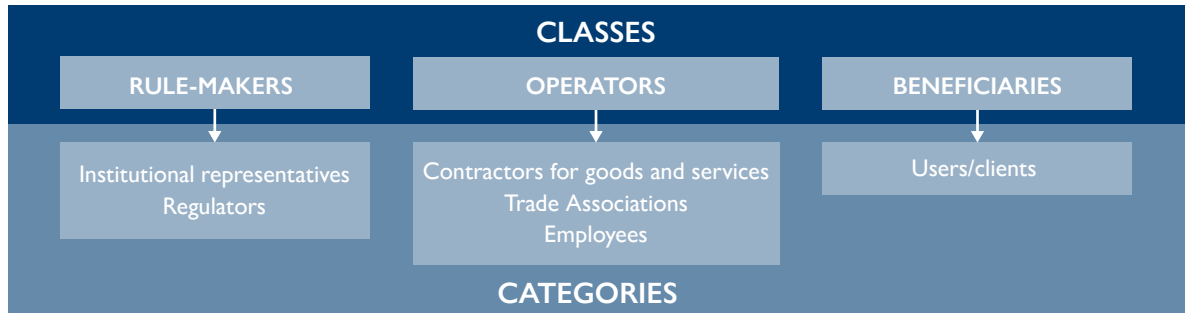 CLASSES
RULE-MAKERS
OPERATORS
BENEFICIARIES
Institutional representatives
Regulators
Contractors for goods and services
Trade Associations
Employees
Users/clients
CATEGORIES